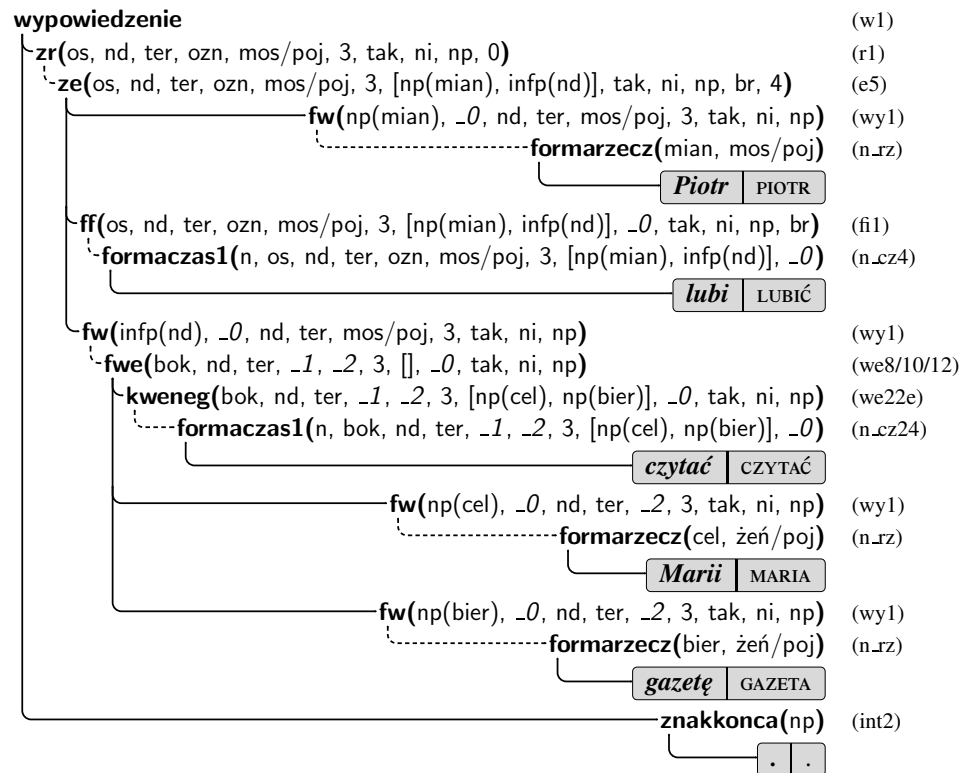 wypowiedzenie (w1)
zr(os, nd, ter, ozn, mos/poj, 3, tak, ni, np, 0) (r1)
ze(os, nd, ter, ozn, mos/poj, 3, [np(mian), infp(nd)], tak, ni, np, br, 4) (e5)
fw(np(mian), _0, nd, ter, mos/poj, 3, tak, ni, np) (wy1)
formarzecz(mian, mos/poj) (n_rz)
Piotr PIOTR
ff(os, nd, ter, ozn, mos/poj, 3, [np(mian), infp(nd)], _0, tak, ni, np, br) (fi1)
formaczas1(n, os, nd, ter, ozn, mos/poj, 3, [np(mian), infp(nd)], _0) (n_cz4)
lubi LUBIĆ
fw(infp(nd), _0, nd, ter, mos/poj, 3, tak, ni, np) (wy1)
fwe(bok, nd, ter, _1, _2, 3, [], _0, tak, ni, np) (we8/10/12)
kweneg(bok, nd, ter, _1, _2, 3, [np(cel), np(bier)], _0, tak, ni, np) (we22e)
formaczas1(n, bok, nd, ter, _1, _2, 3, [np(cel), np(bier)], _0) (n_cz24)
czytać CZYTAĆ
fw(np(cel), _0, nd, ter, _2, 3, tak, ni, np) (wy1)
formarzecz(cel, żeń/poj) (n_rz)
Marii MARIA
fw(np(bier), _0, nd, ter, _2, 3, tak, ni, np) (wy1)
formarzecz(bier, żeń/poj) (n_rz)
gazetę GAZETA
znakkonca(np) (int2)
. .